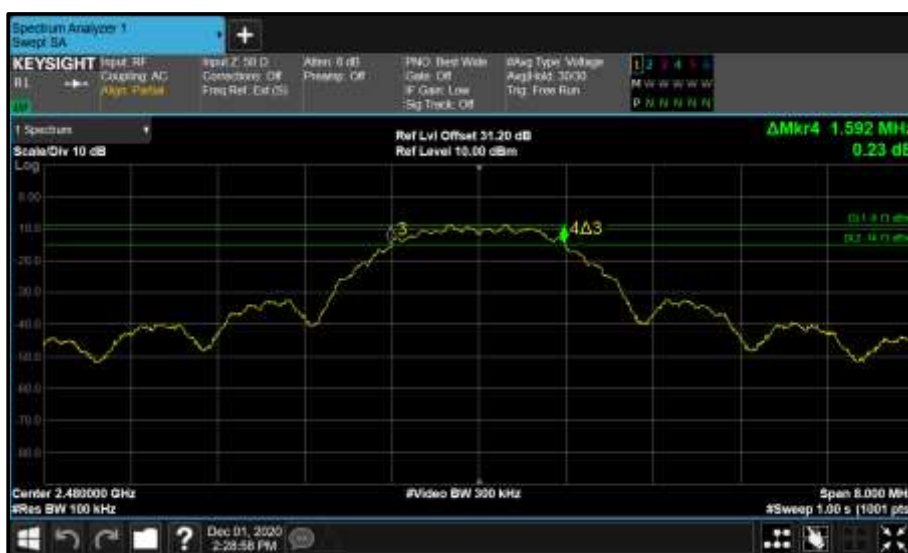 Spectrum Analyzer 1
Swept SA
+
KEYSIGHT
R1
Input: RF
Coupling: AC
Align: Partial
Input Z: 50 Ω
Corrections: Off
Freq Ref: Ext (S)
Atten: 8 dB
Preamp: Off
PNO: Best Wide
Gate: Off
IF Gain: Low
Sig Track: Off
#Avg Type: Voltage
Avg|Hold: 30/30
Trig: Free Run
1 2 3 4 5 6
M W W W W W
P N N N N N
1 Spectrum
Scale/Div 10 dB
Log
Ref Lvl Offset 31.20 dB
Ref Level 10.00 dBm
ΔMkr4 1.592 MHz
0.23 dB
0.00
-10.0
-20.0
-30.0
-40.0
-50.0
-60.0
-70.0
-80.0
3
4Δ3
Center 2.480000 GHz
#Res BW 100 kHz
#Video BW 300 kHz
Span 8.000 MHz
#Sweep 1.00 s (1001 pts
?
Dec 01, 2020
2:28:58 PM